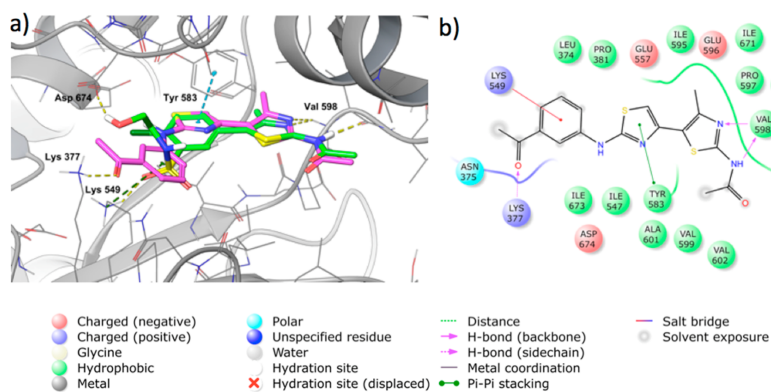 a)
Asp 674
Tyr 583
Val 598
Lys 377
Lys 549
b)
LEU 374
PRO 381
GLU 557
ILE 595
GLU 596
ILE 671
LYS 549
PRO 597
VAL 598
S
N
N
NH
S
NH
O
O
ASN 375
LYS 377
ILE 673
ILE 547
TYR 583
ASP 674
ALA 601
VAL 599
VAL 602
Charged (negative)
Charged (positive)
Glycine
Hydrophobic
Metal
Polar
Unspecified residue
Water
Hydration site
Hydration site (displaced)
Distance
H-bond (backbone)
H-bond (sidechain)
Metal coordination
Pi-Pi stacking
Salt bridge
Solvent exposure